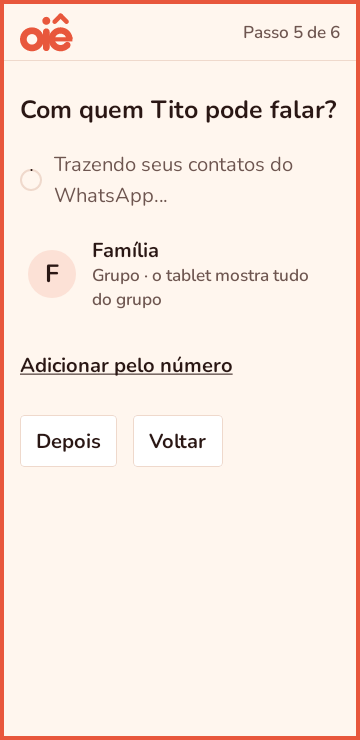 oiê
Passo 5 de 6
Com quem Tito pode falar?
Trazendo seus contatos do
WhatsApp...
F
Família
Grupo · o tablet mostra tudo
do grupo
Adicionar pelo número
Depois
Voltar